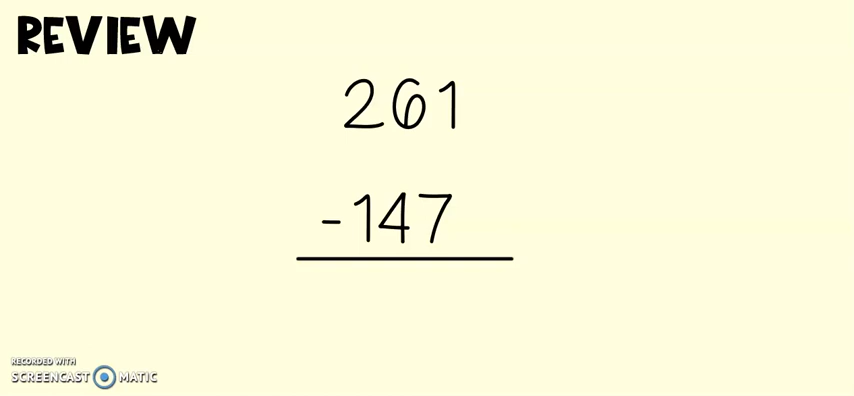 REVIEW
261
-147
RECORDED WITH
SCREENCAST MATIC